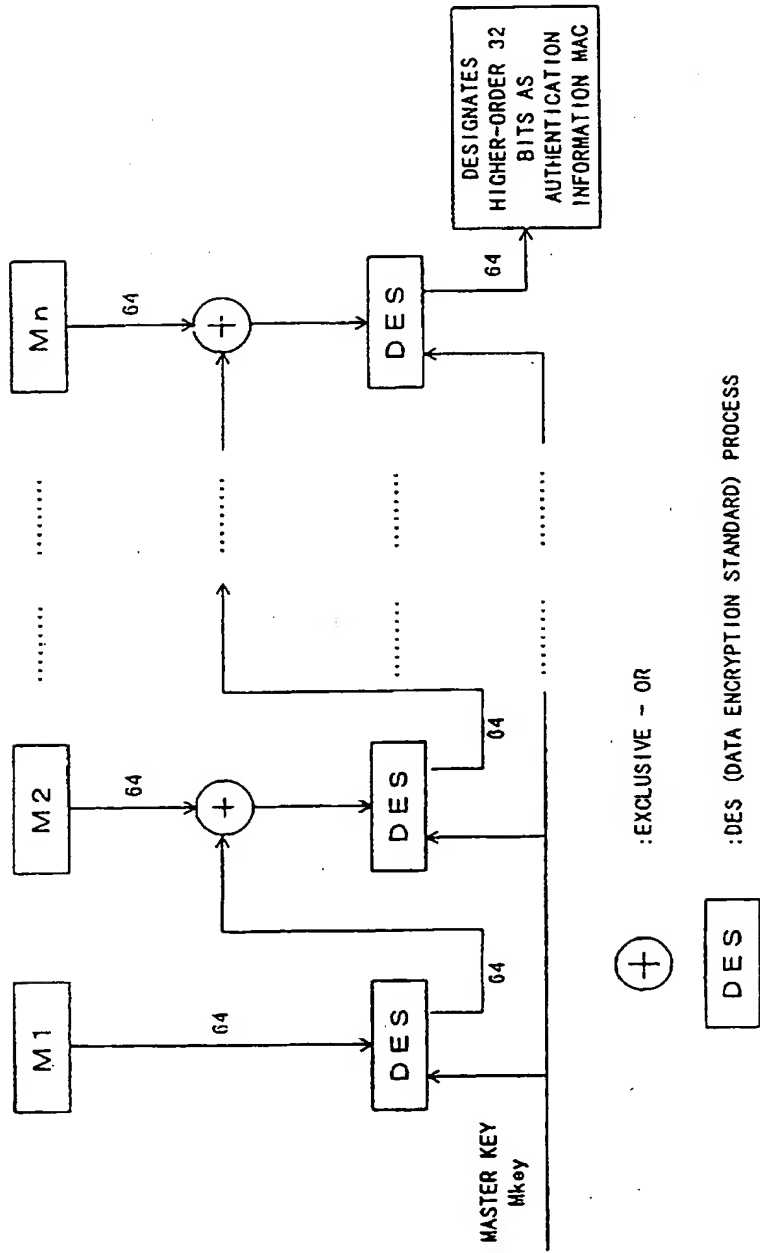 M1
M2
........
........
Mn
64
64
64
........
........
DES
64
DES
64
........
........
DES
64
DESIGNATES
HIGHER-ORDER 32
BITS AS
AUTHENTICATION
INFORMATION MAC
MASTER KEY
Mkey
........
........
:EXCLUSIVE - OR
DES
:DES (DATA ENCRYPTION STANDARD) PROCESS